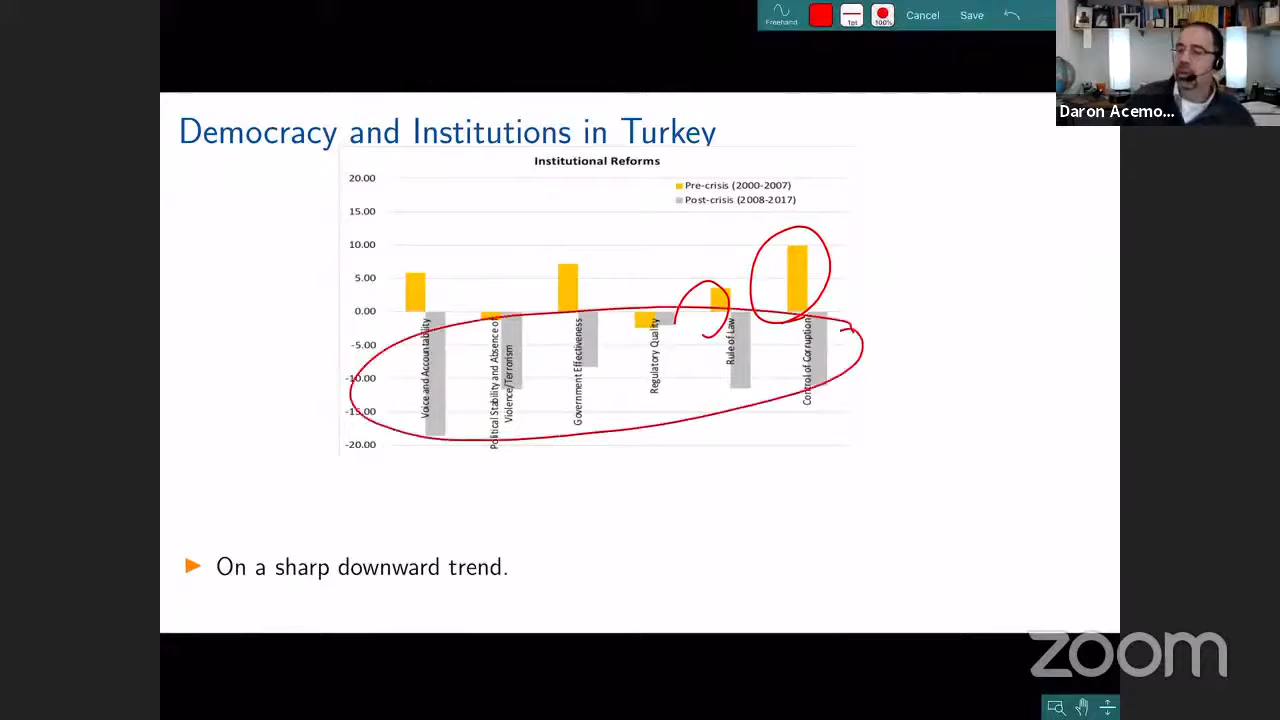 Freehand
1pt
100%
Cancel
Save
Daron Acemo...
Democracy and Institutions in Turkey
Institutional Reforms
Pre-crisis (2000-2007)
Post-crisis (2008-2017)
20.00
15.00
10.00
5.00
0.00
-5.00
-10.00
-15.00
-20.00
Voice and Accountability
Political Stability and Absence of
Violence/Terrorism
Government Effectiveness
Regulatory Quality
Rule of Law
Control of Corruption
On a sharp downward trend.
zoom